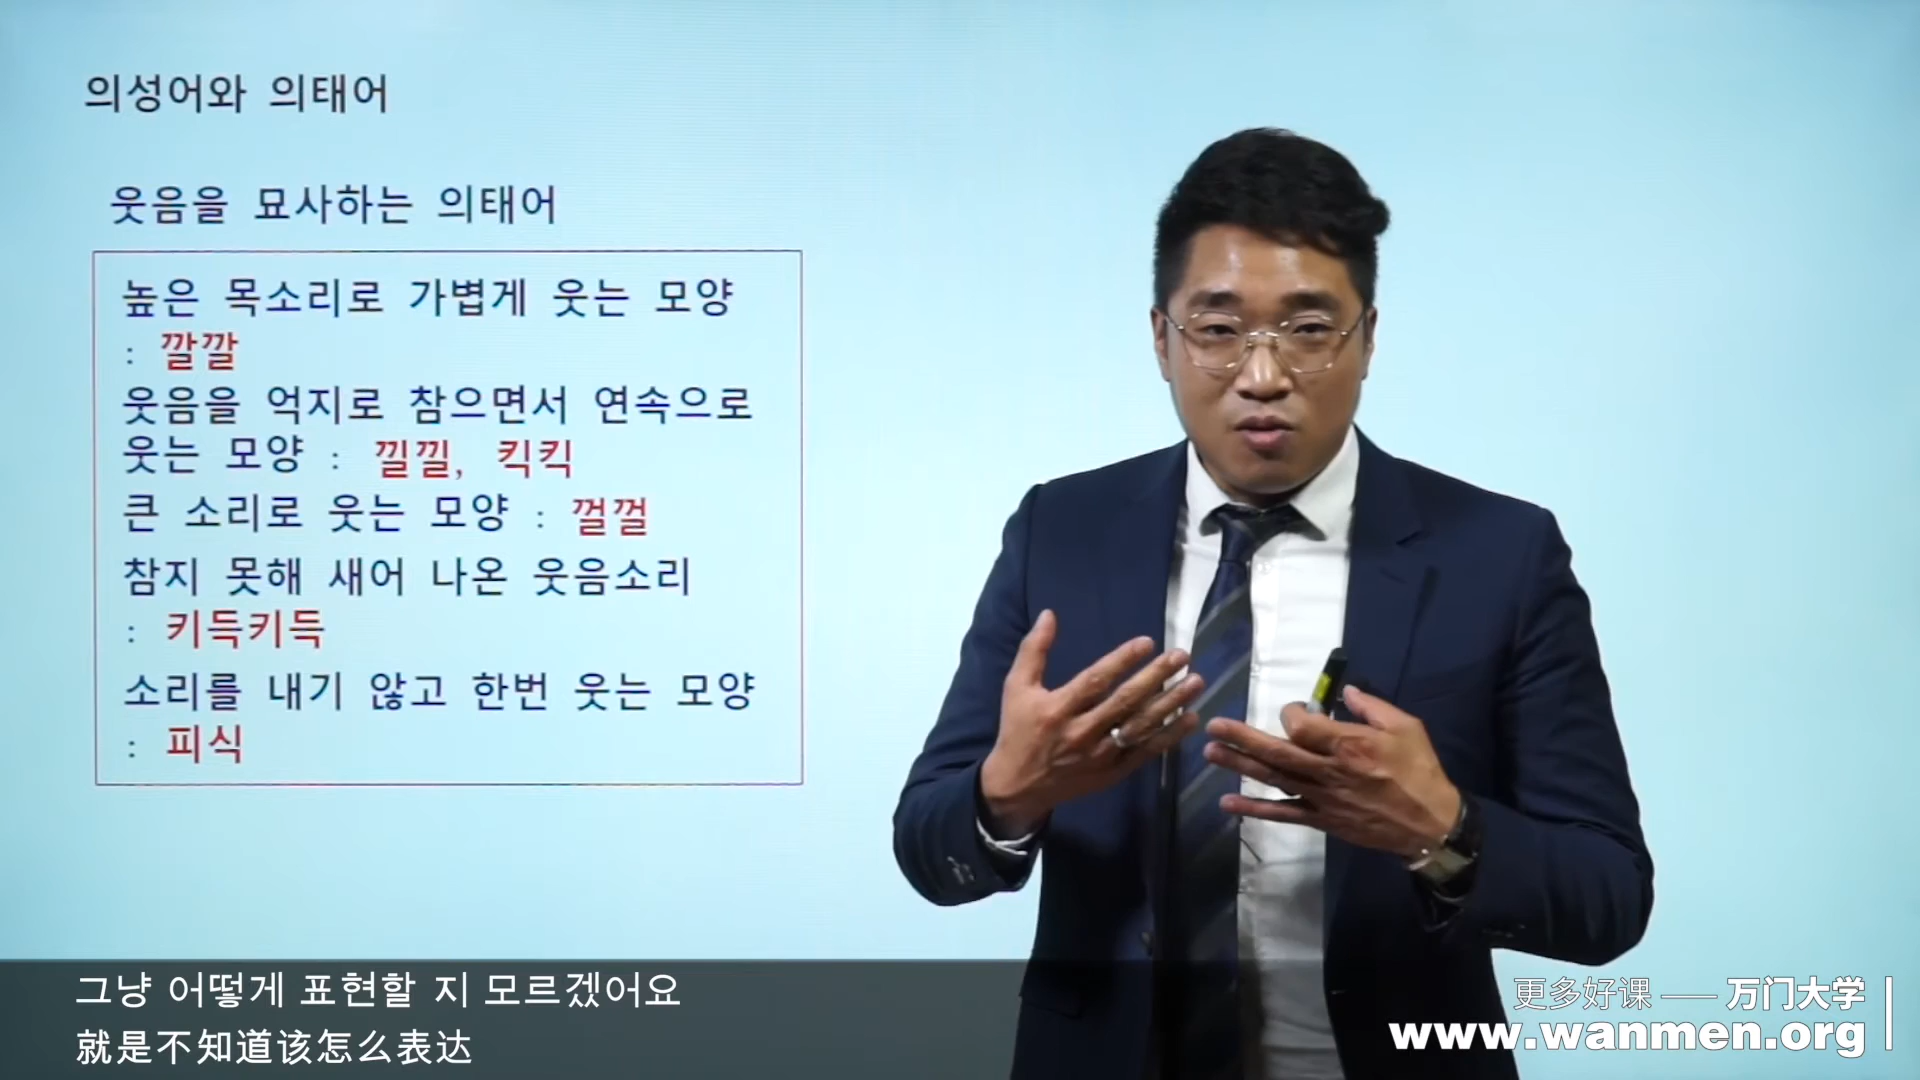 의성어와 의태어
웃음을 묘사하는 의태어
높은 목소리로 가볍게 웃는 모양
: 깔깔
웃음을 억지로 참으면서 연속으로
웃는 모양 : 낄낄, 킥킥
큰 소리로 웃는 모양 : 껄껄
참지 못해 새어 나온 웃음소리
: 키득키득
소리를 내기 않고 한번 웃는 모양
: 피식
그냥 어떻게 표현할 지 모르겠어요
就是不知道该怎么表达
更多好课 —— 万门大学
www.wanmen.org